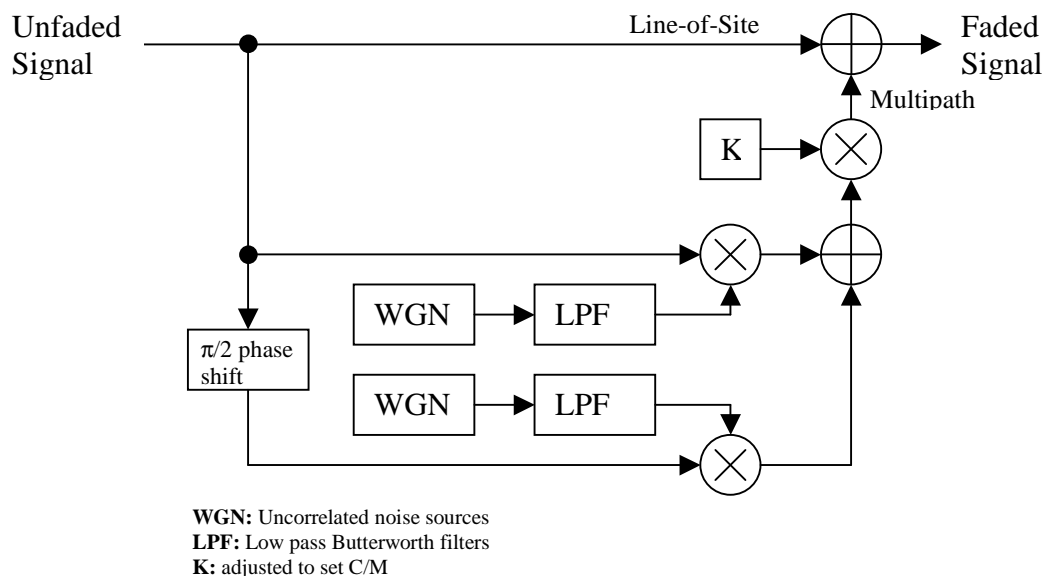 Unfaded
Signal
Line-of-Site
Faded
Signal
Multipath
K
WGN
LPF
π/2 phase
shift
WGN
LPF
WGN: Uncorrelated noise sources
LPF: Low pass Butterworth filters
K: adjusted to set C/M